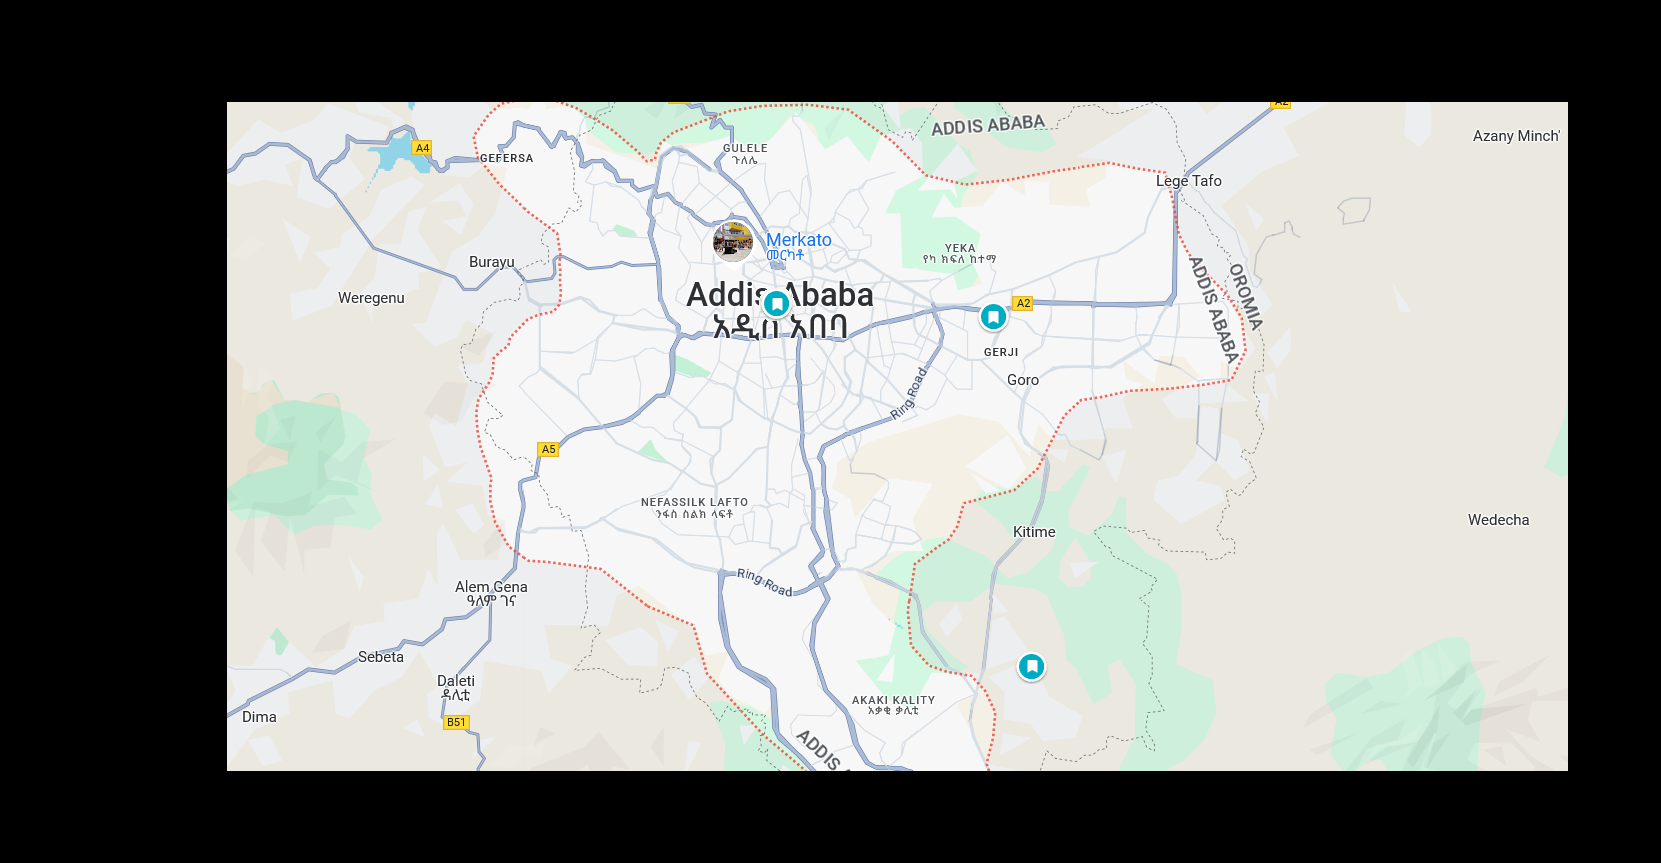 A2
ADDIS ABABA
Azany Minch'
A4
GULELE
ጉለሌ
GEFERSA
Lege Tafo
Merkato
መርካቶ
YEKA
የካ ክፍለ ከተማ
Burayu
OROMIA
ADDIS ABABA
Weregenu
Addis Ababa
አዲስ አበባ
A2
GERJI
Goro
Ring Road
A5
NEFASSILK LAFTO
ንፋስ ስልክ ላፍቶ
Wedecha
Kitime
Ring Road
Alem Gena
ዓለም ገና
Sebeta
Daleti
ዳሊቲ
AKAKI KALITY
አቃቂ ቃሊቲ
Dima
B51
ADDIS A